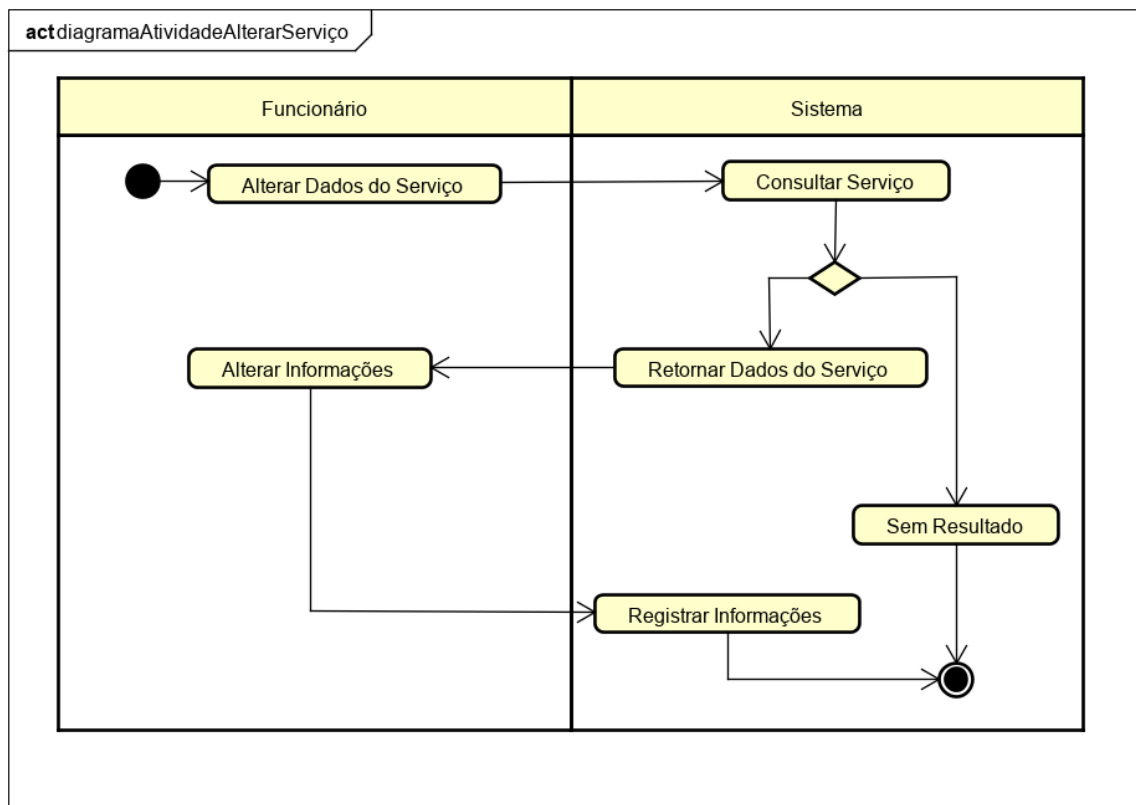 act diagramaAtividadeAlterarServiço
Funcionário
Sistema
Alterar Dados do Serviço
Consultar Serviço
Alterar Informações
Retornar Dados do Serviço
Sem Resultado
Registrar Informações